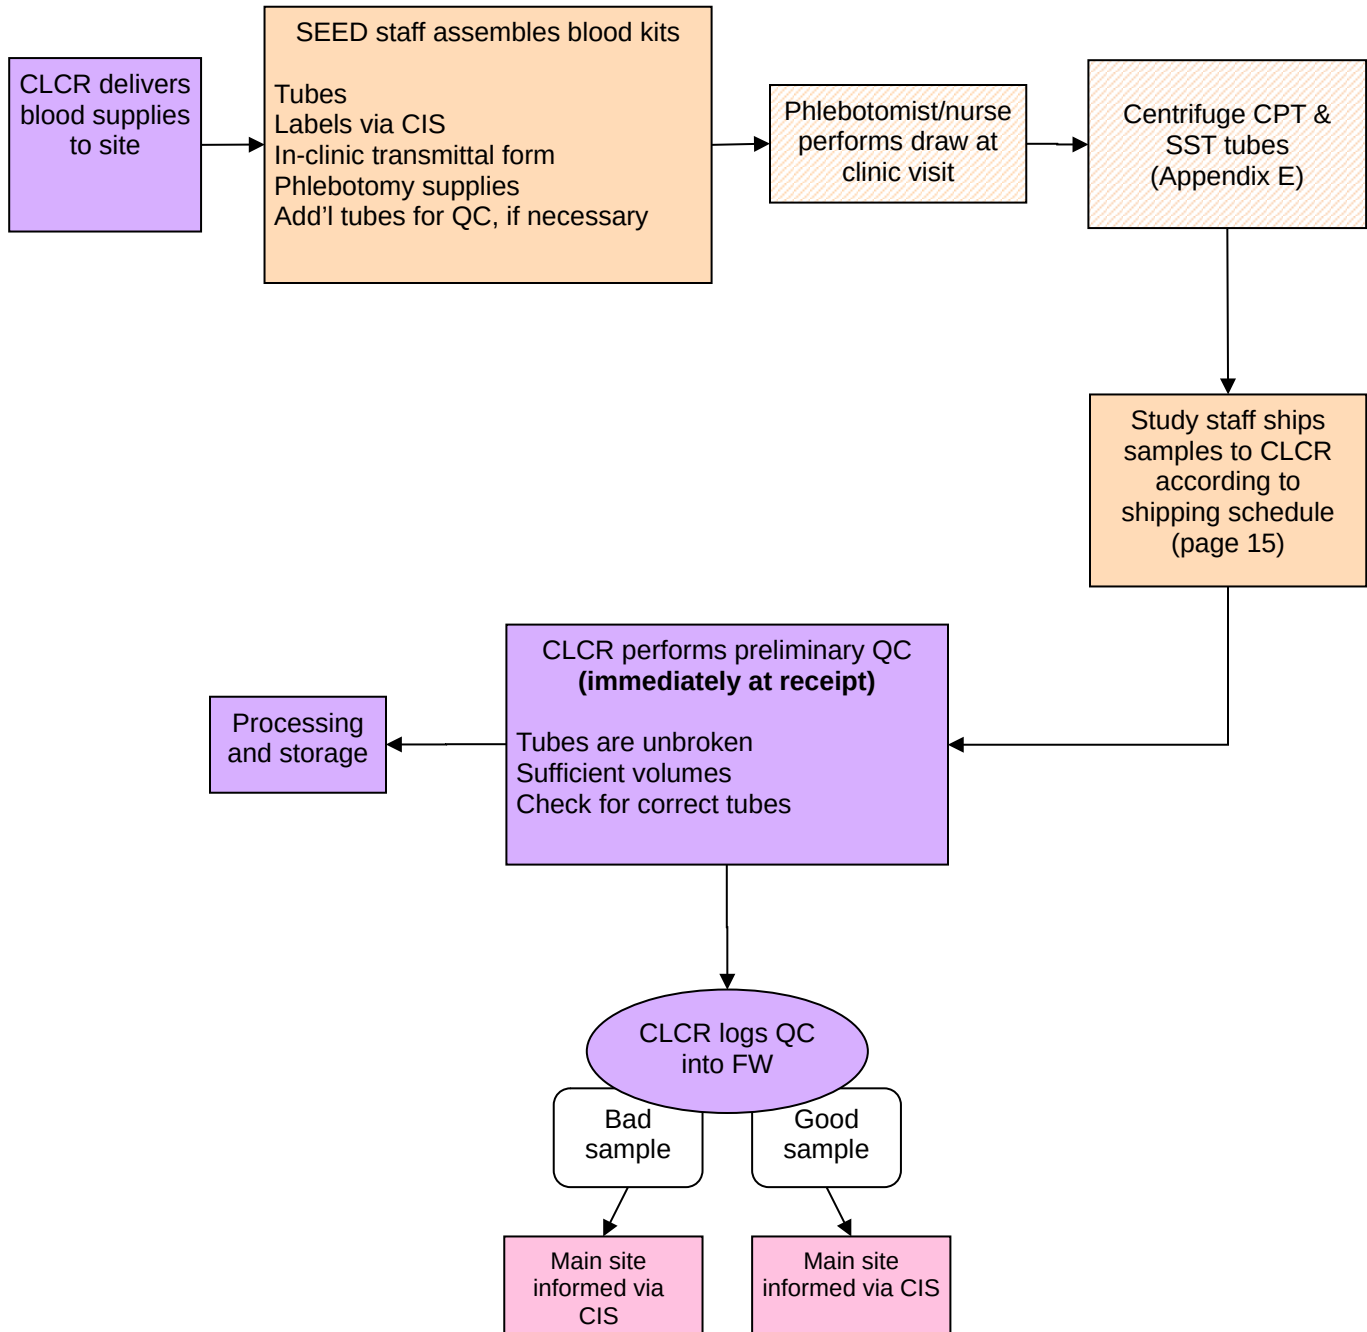 CLCR delivers
blood supplies
to site
SEED staff assembles blood kits
Tubes
Labels via CIS
In-clinic transmittal form
Phlebotomy supplies
Add’l tubes for QC, if necessary
Phlebotomist/nurse
performs draw at
clinic visit
Centrifuge CPT &
SST tubes
(Appendix E)
Study staff ships
samples to CLCR
according to
shipping schedule
(page 15)
CLCR performs preliminary QC
(immediately at receipt)
Tubes are unbroken
Sufficient volumes
Check for correct tubes
Processing
and storage
CLCR logs QC
into FW
Bad
sample
Good
sample
Main site
informed via
CIS
Main site
informed via CIS